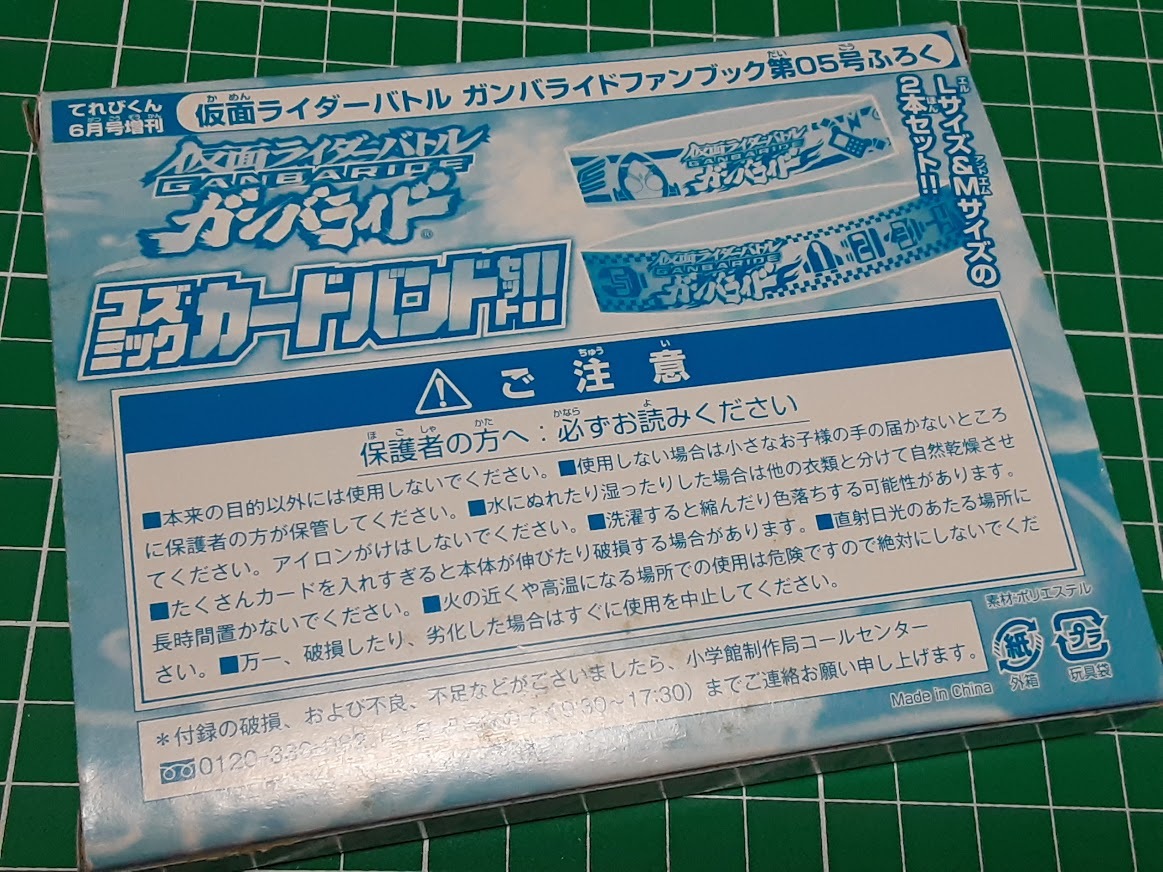 てれびくん
6月号増刊
仮面ライダーバトル ガンバライドファンブック第05号ふろく
仮面ライダーバトル
GANBARIDE
ガンバライド
コズミックカードバンドセット!!
Lサイズ&Mサイズの
2本セット!!
仮面ライダーバトル
GANBARIDE
ガンバライド
仮面ライダーバトル
GANBARIDE
ガンバライド
ご注意
保護者の方へ:必ずお読みください
■本来の目的以外には使用しないでください。■使用しない場合は小さなお子様の手の届かないところ
に保護者の方が保管してください。■水にぬれたり湿ったりした場合は他の衣類と分けて自然乾燥させ
てください。アイロンがけはしないでください。■洗濯すると縮んだり色落ちする可能性があります。
■たくさんカードを入れすぎると本体が伸びたり破損する場合があります。■直射日光のあたる場所に
長時間置かないでください。■火の近くや高温になる場所での使用は危険ですので絶対にしないでくだ
さい。■万一、破損したり、劣化した場合はすぐに使用を中止してください。
素材:ポリエステル
紙
外箱
プラ
玩具袋
Made in China
*付録の破損、および不良、不足などがございましたら、小学館制作局コールセンター
0120- 9:30~17:30)までご連絡お願い申し上げます。